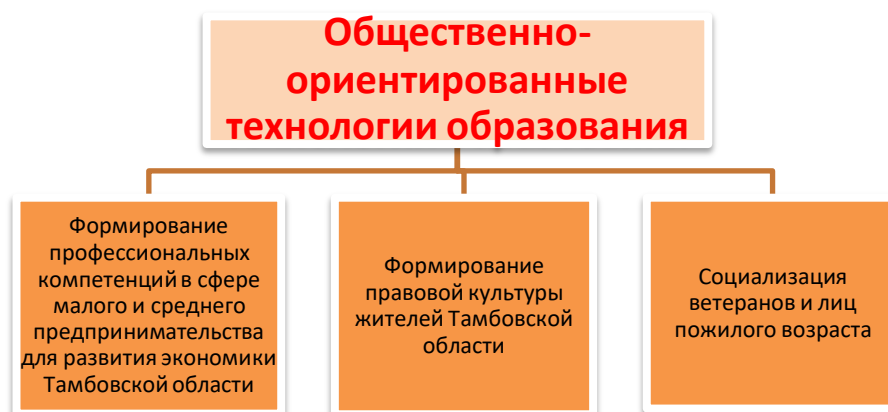 Общественно-
ориентированные
технологии образования
Формирование
профессиональных
компетенций в сфере
малого и среднего
предпринимательства
для развития экономики
Тамбовской области
Формирование
правовой культуры
жителей Тамбовской
области
Социализация
ветеранов и лиц
пожилого возраста